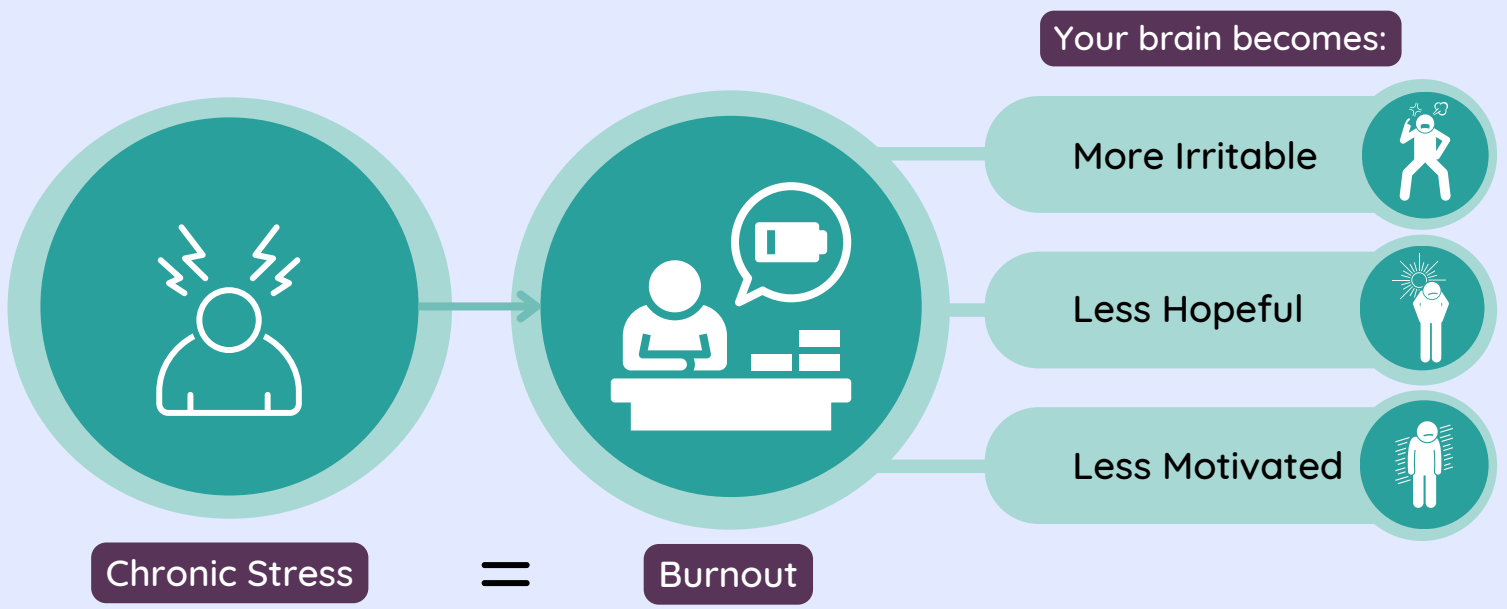 Your brain becomes:
More Irritable
Less Hopeful
Less Motivated
Chronic Stress
=
Burnout